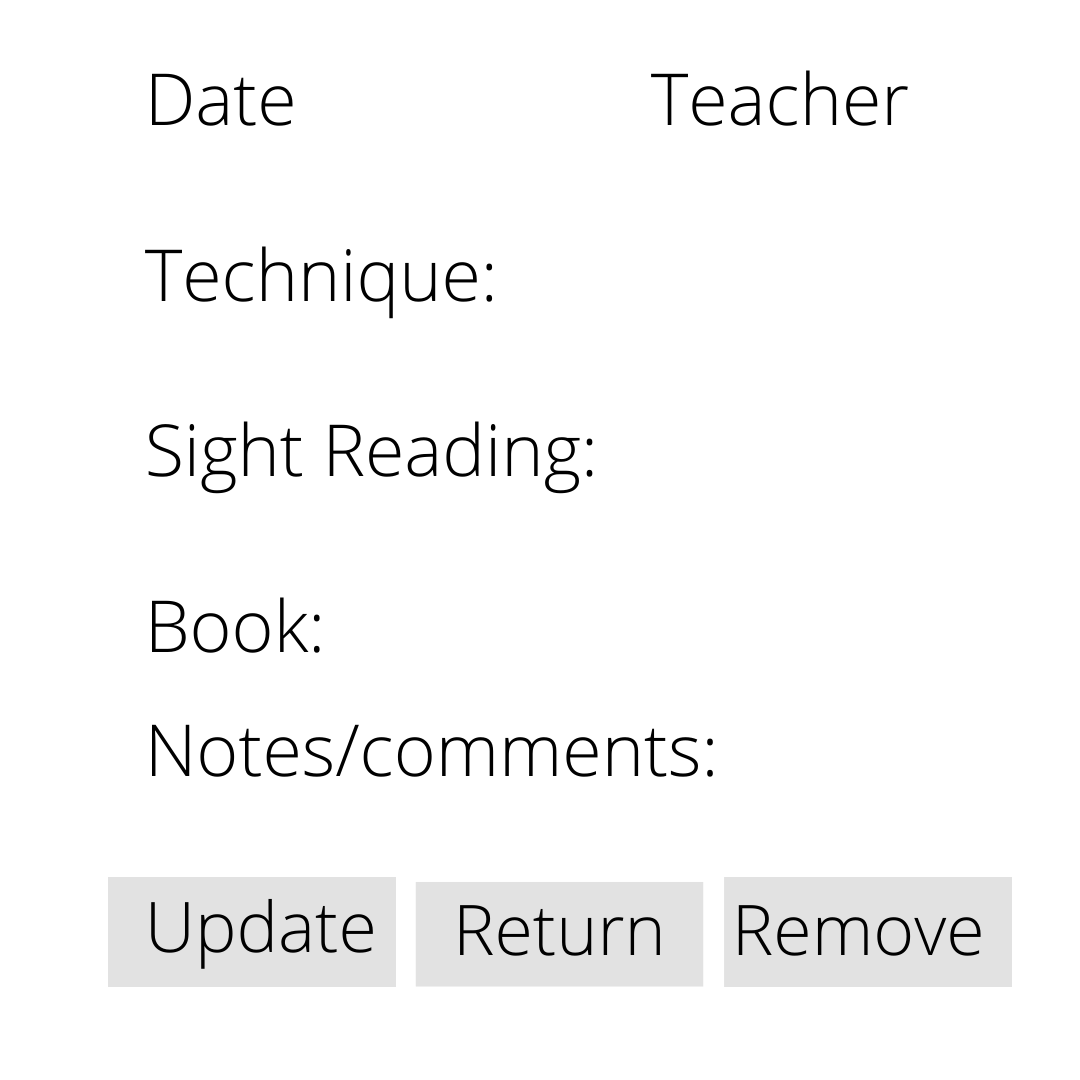 Date Teacher
Technique:
Sight Reading:
Book:
Notes/comments:
Update Return Remove